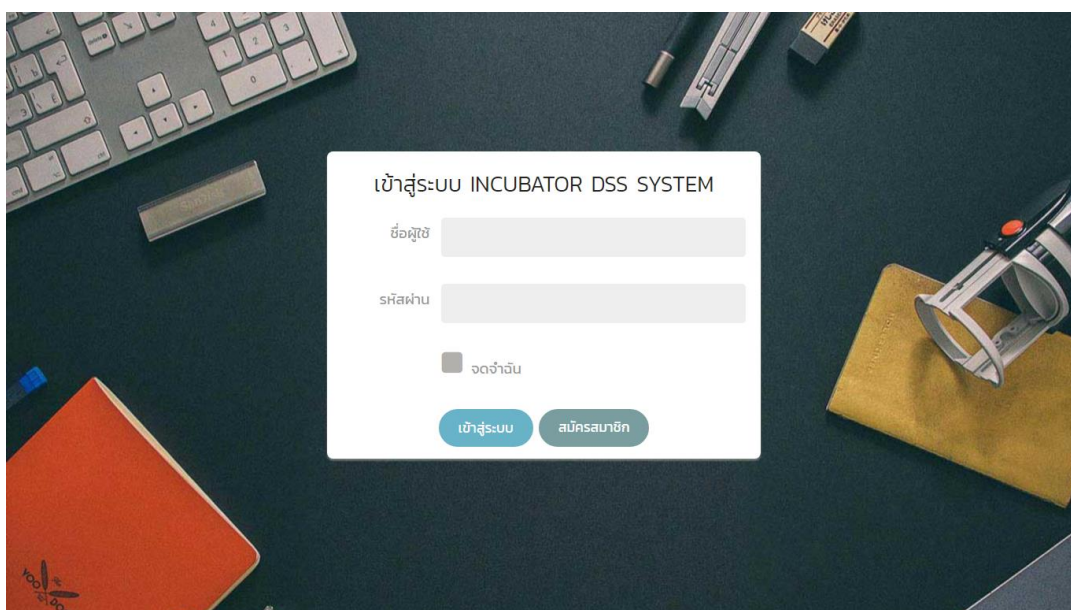 เข้าสู่ระบบ INCUBATOR DSS SYSTEM
ชื่อผู้ใช้
รหัสผ่าน
จดจำฉัน
เข้าสู่ระบบ
สมัครสมาชิก